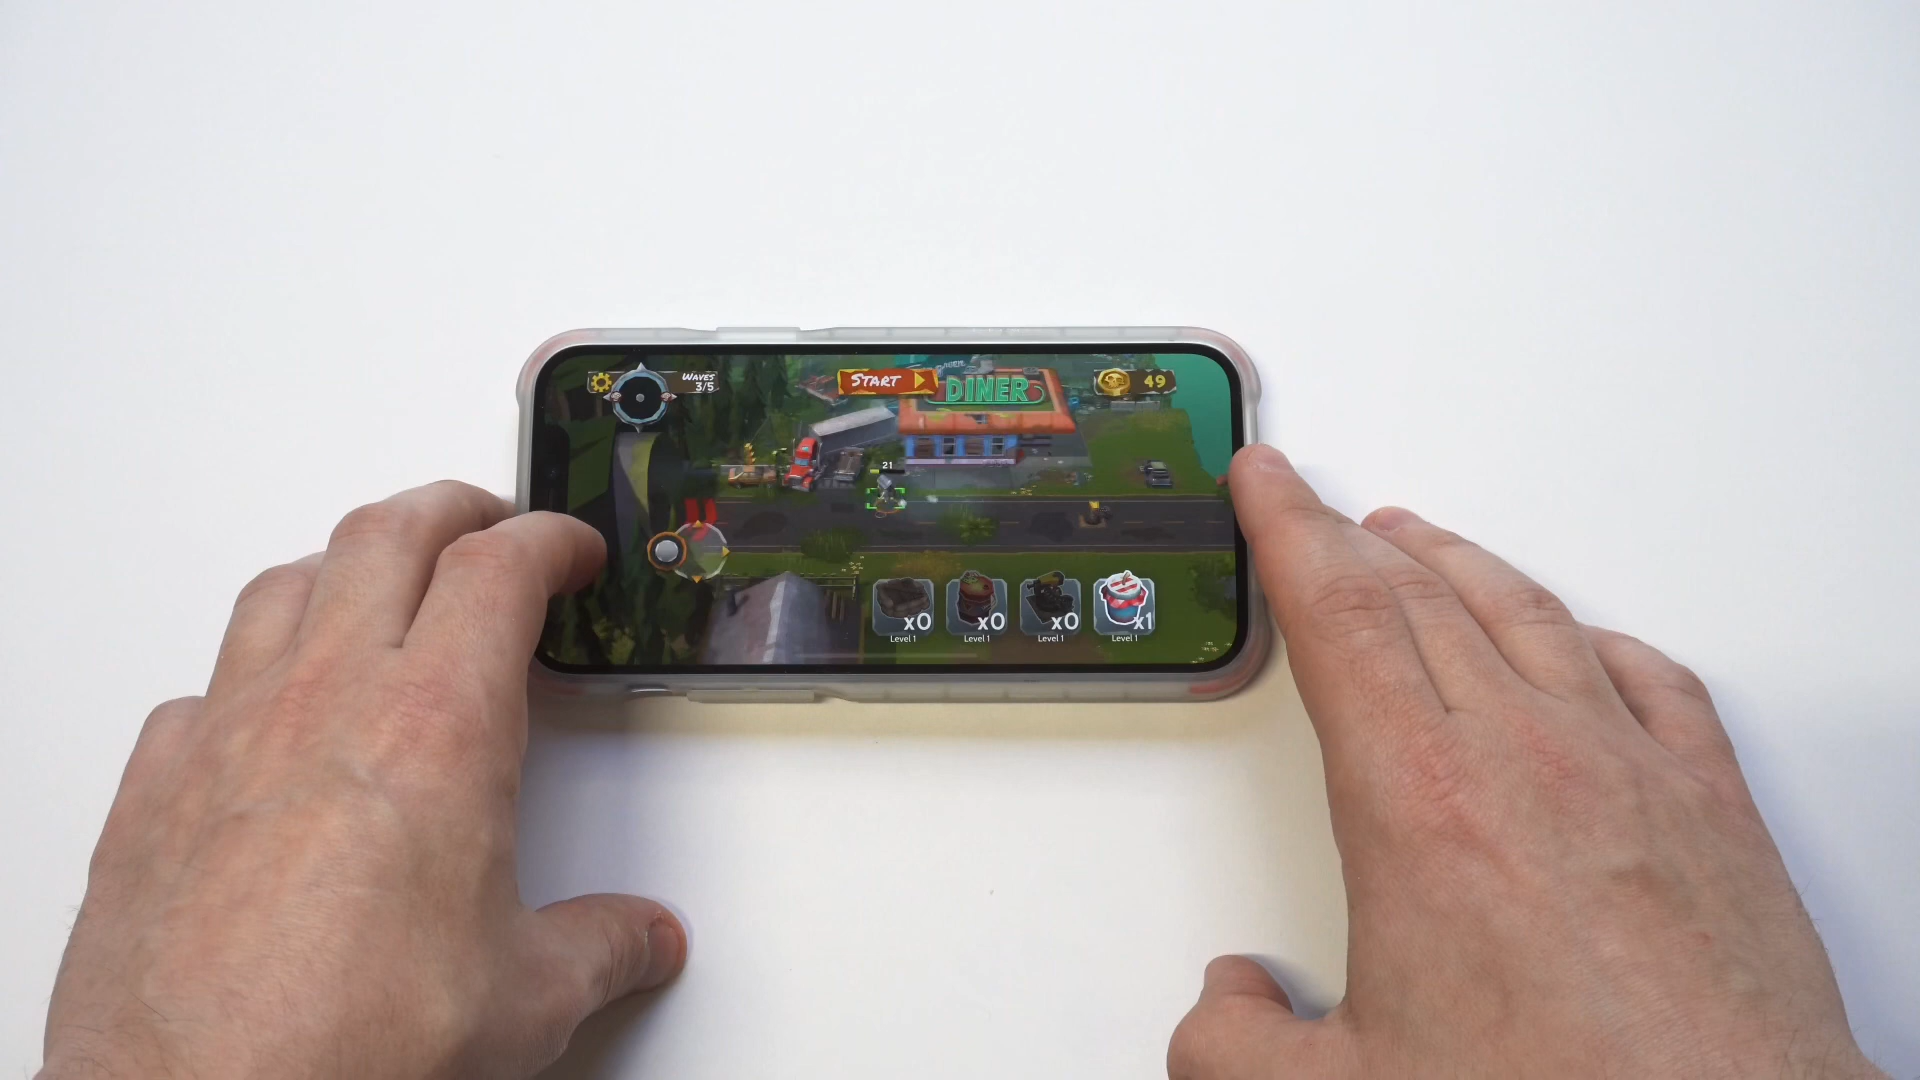 WAVES
3/5
START
DINER
49
21
x0
x0
x0
x1
Level 1
Level 1
Level 1
Level 1